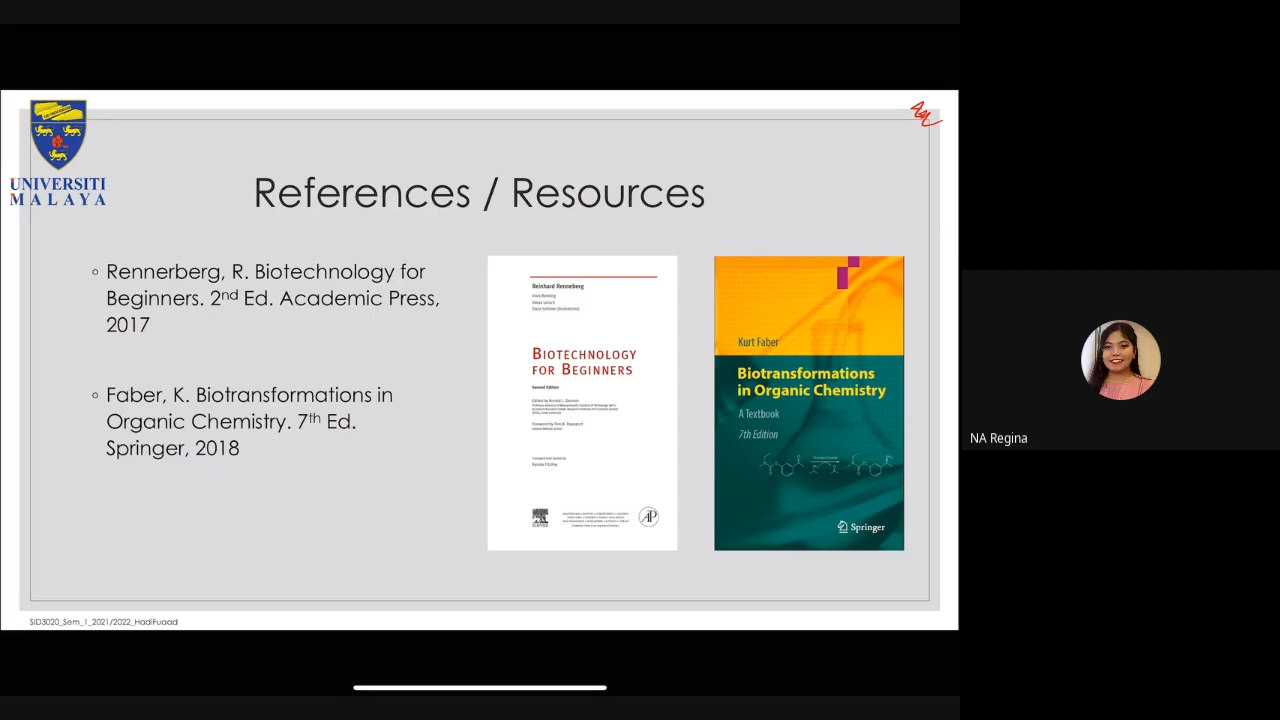 UNIVERSITI
MALAYA
References / Resources
◦ Rennerberg, R. Biotechnology for
Beginners. 2nd Ed. Academic Press,
2017
◦ Faber, K. Biotransformations in
Organic Chemistry. 7th Ed.
Springer, 2018
Reinhard Renneberg
BIOTECHNOLOGY
FOR BEGINNERS
Second Edition
AP
Kurt Faber
Biotransformations
in Organic Chemistry
A Textbook
7th Edition
Springer
SID3020_Sem_1_2021/2022_HadiFuaad
NA Regina